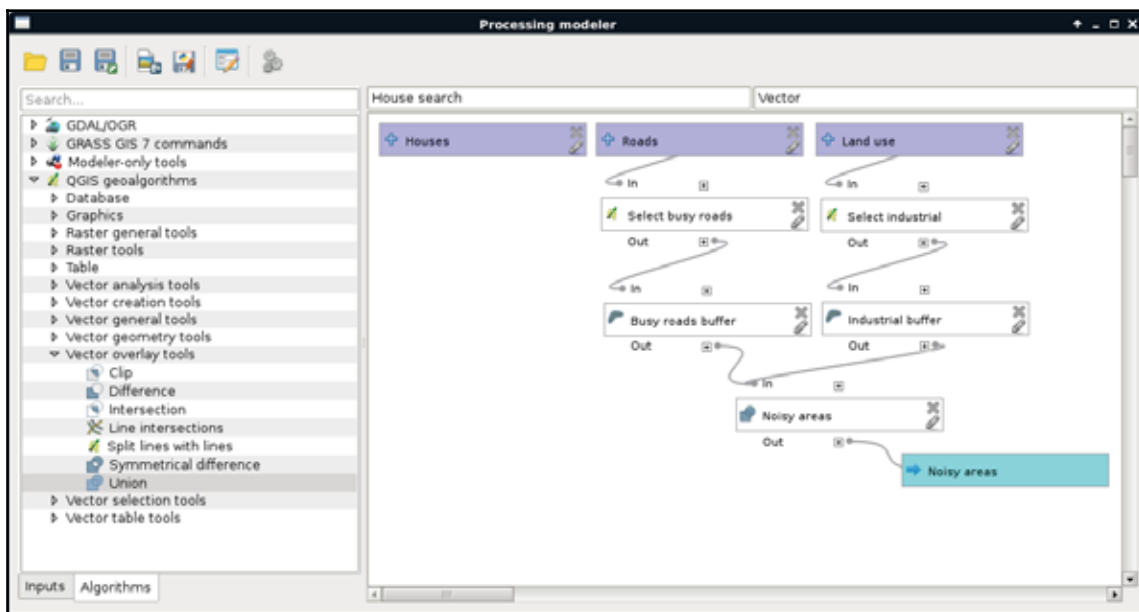 Processing modeler
Search...
House search
Vector
GDAL/OGR
GRASS GIS 7 commands
Modeler-only tools
QGIS geoalgorithms
Database
Graphics
Raster general tools
Raster tools
Table
Vector analysis tools
Vector creation tools
Vector general tools
Vector geometry tools
Vector overlay tools
Clip
Difference
Intersection
Line intersections
Split lines with lines
Symmetrical difference
Union
Vector selection tools
Vector table tools
Inputs
Algorithms
Houses
Roads
Land use
In
In
Select busy roads
Select industrial
Out
Out
In
In
Busy roads buffer
Industrial buffer
Out
Out
In
Noisy areas
Out
Noisy areas